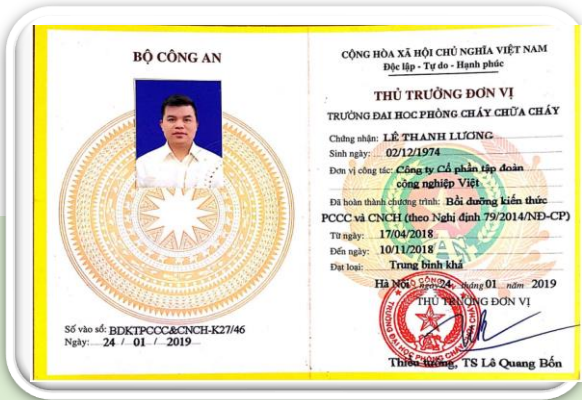 BỘ CÔNG AN
Số vào sổ: BDKTPCCC&CNCH-K27/46
Ngày: 24 / 01 / 2019
CỘNG HÒA XÃ HỘI CHỦ NGHĨA VIỆT NAM
Độc lập - Tự do - Hạnh phúc
THỦ TRƯỞNG ĐƠN VỊ
TRƯỜNG ĐẠI HỌC PHÒNG CHÁY CHỮA CHÁY
Chứng nhận: LÊ THANH LƯƠNG
Sinh ngày: 02/12/1974
Đơn vị công tác: Công ty Cổ phần tập đoàn
công nghiệp Việt
Đã hoàn thành chương trình: Bồi dưỡng kiến thức
PCCC và CNCH (theo Nghị định 79/2014/NĐ-CP)
Từ ngày: 17/04/2018
Đến ngày: 10/11/2018
Đạt loại: Trung bình khá
Hà Nội ngày 24 tháng 01 năm 2019
THỦ TRƯỞNG ĐƠN VỊ
Thiếu tướng, TS Lê Quang Bốn